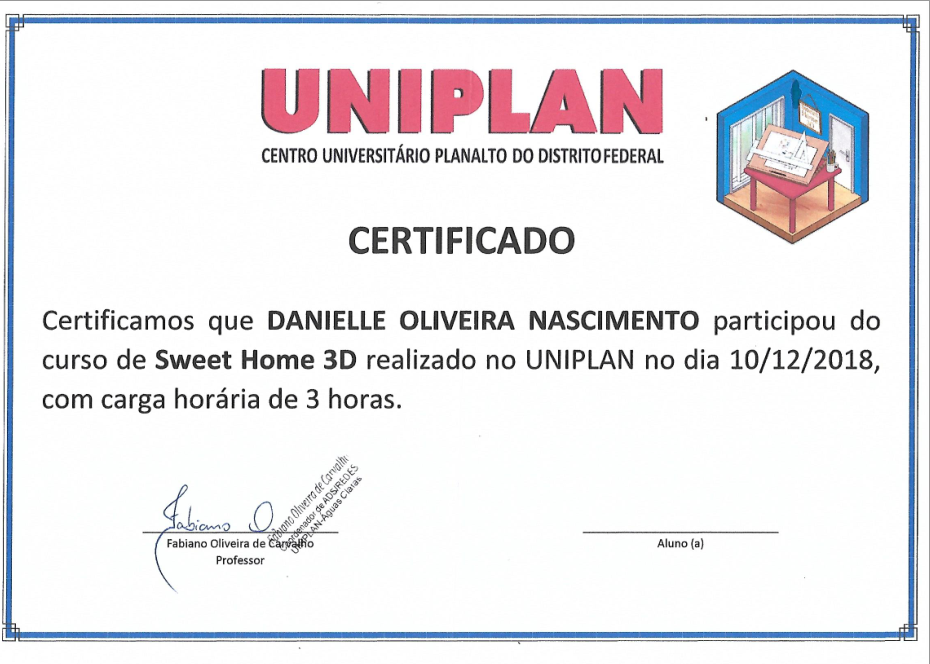 UNIPLAN
CENTRO UNIVERSITÁRIO PLANALTO DO DISTRITO FEDERAL
CERTIFICADO
Certificamos que DANIELLE OLIVEIRA NASCIMENTO participou do
curso de Sweet Home 3D realizado no UNIPLAN no dia 10/12/2018,
com carga horária de 3 horas.
Fabiano O
Fabiano Oliveira de Carvalho
Coordenador de ADS/REDES
UNIPLAN-Águas Claras
Fabiano Oliveira de Carvalho
Professor
Aluno (a)